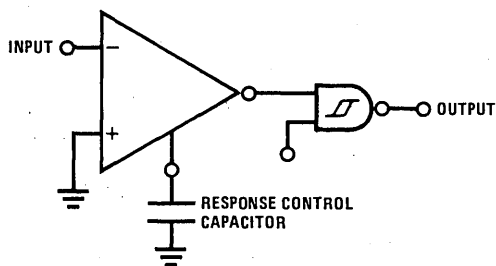 INPUT
−
+
OUTPUT
RESPONSE CONTROL
CAPACITOR